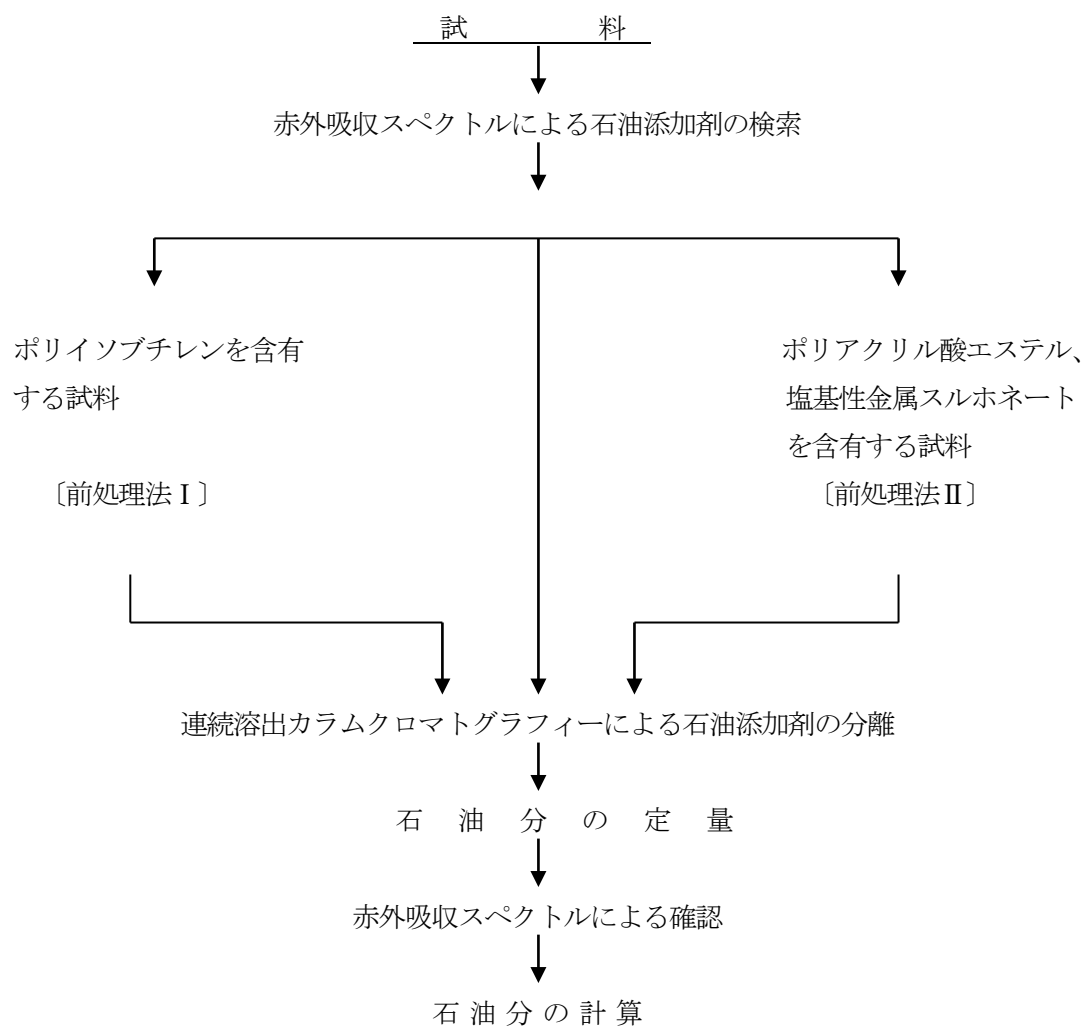 試　　料
赤外吸収スペクトルによる石油添加剤の検索
ポリイソブチレンを含有
する試料
〔前処理法Ⅰ〕
ポリアクリル酸エステル、
塩基性金属スルホネート
を含有する試料
〔前処理法Ⅱ〕
連続溶出カラムクロマトグラフィーによる石油添加剤の分離
石　油　分　の　定　量
赤外吸収スペクトルによる確認
石 油 分 の 計 算